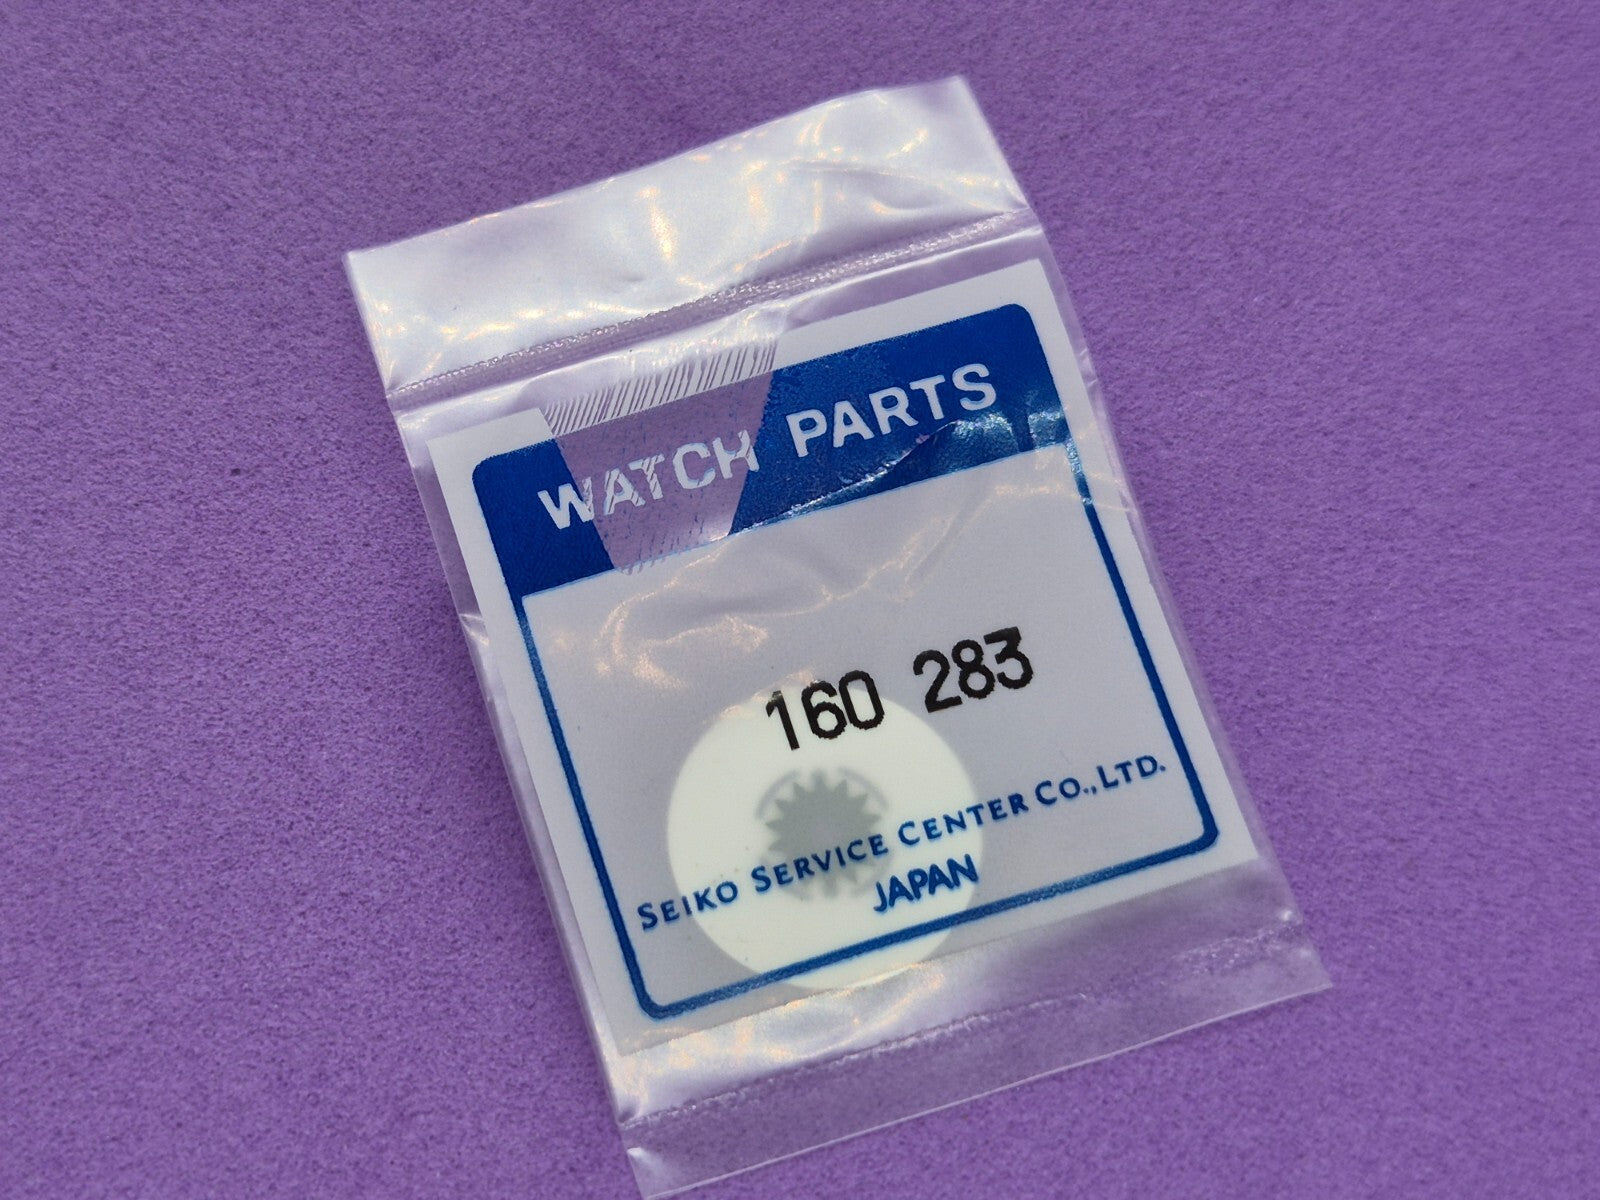 WATCH PARTS
160 283
SEIKO SERVICE CENTER CO.,LTD.
JAPAN